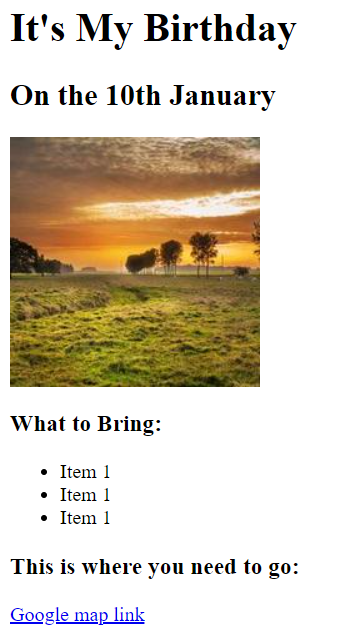 It's My Birthday
On the 10th January
What to Bring:
Item 1
Item 1
Item 1
This is where you need to go:
Google map link